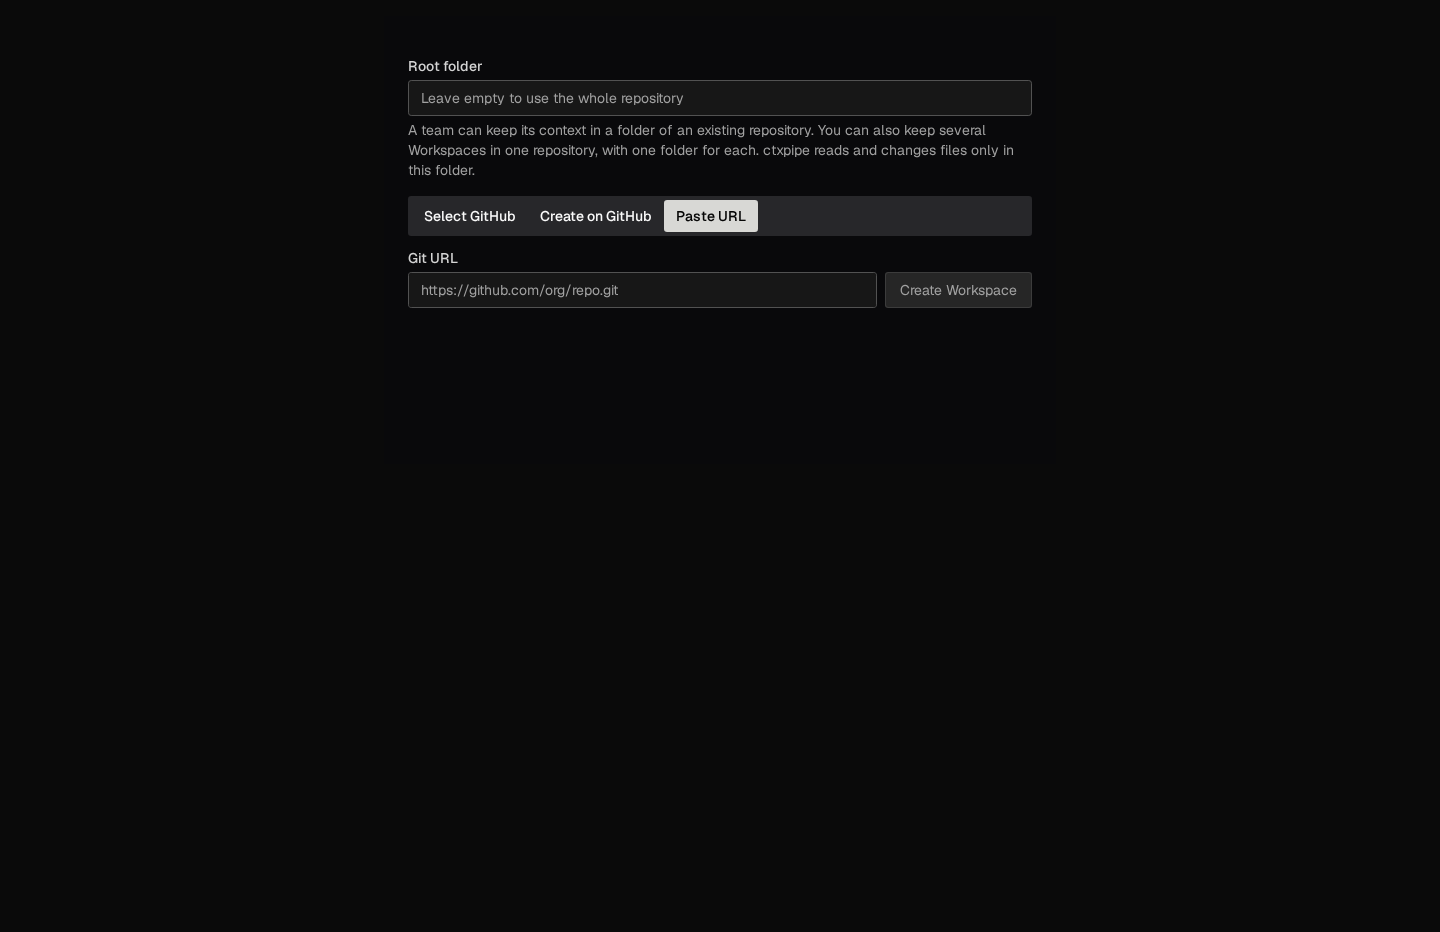 Root folder
Leave empty to use the whole repository
A team can keep its context in a folder of an existing repository. You can also keep several
Workspaces in one repository, with one folder for each. ctxpipe reads and changes files only in
this folder.
Select GitHub
Create on GitHub
Paste URL
Git URL
https://github.com/org/repo.git
Create Workspace